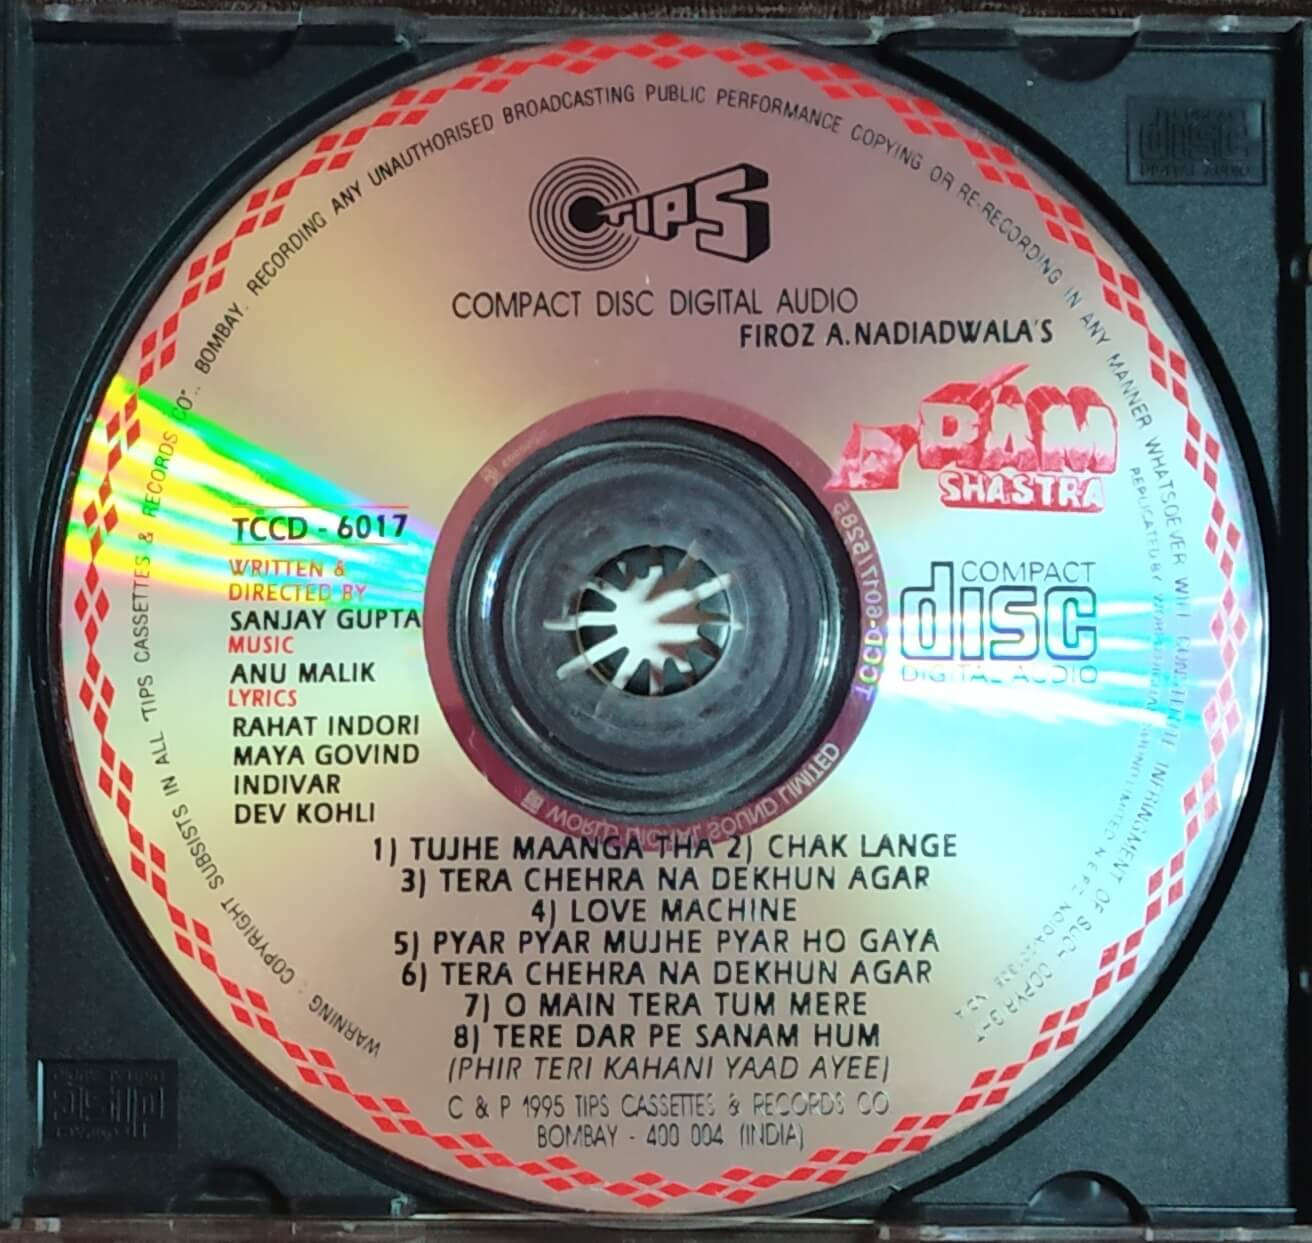 WARNING : COPYRIGHT SUBSISTS IN ALL "TIPS CASSETTES & RECORDS CO". BOMBAY. RECORDING ANY UNAUTHORISED BROADCASTING PUBLIC PERFORMANCE COPYING OR RE-RECORDING IN ANY MANNER WHATSOEVER WILL CONSTITUTE INFRINGMENT OF SUCH COPYRIGHT
TIPS
COMPACT DISC DIGITAL AUDIO
FIROZ A.NADIADWALA'S
RAM
SHASTRA
TCCD - 6017
WRITTEN &
DIRECTED BY
SANJAY GUPTA
MUSIC
ANU MALIK
LYRICS
RAHAT INDORI
MAYA GOVIND
INDIVAR
DEV KOHLI
COMPACT
disc
DIGITAL AUDIO
REPLICATED BY
WORLD DIGITAL SOUND LIMITED
1) TUJHE MAANGA THA 2) CHAK LANGE
3) TERA CHEHRA NA DEKHUN AGAR
4) LOVE MACHINE
5) PYAR PYAR MUJHE PYAR HO GAYA
6) TERA CHEHRA NA DEKHUN AGAR
7) O MAIN TERA TUM MERE
8) TERE DAR PE SANAM HUM
(PHIR TERI KAHANI YAAD AYEE)
C & P 1995 TIPS CASSETTES & RECORDS CO
BOMBAY - 400 004 (INDIA)